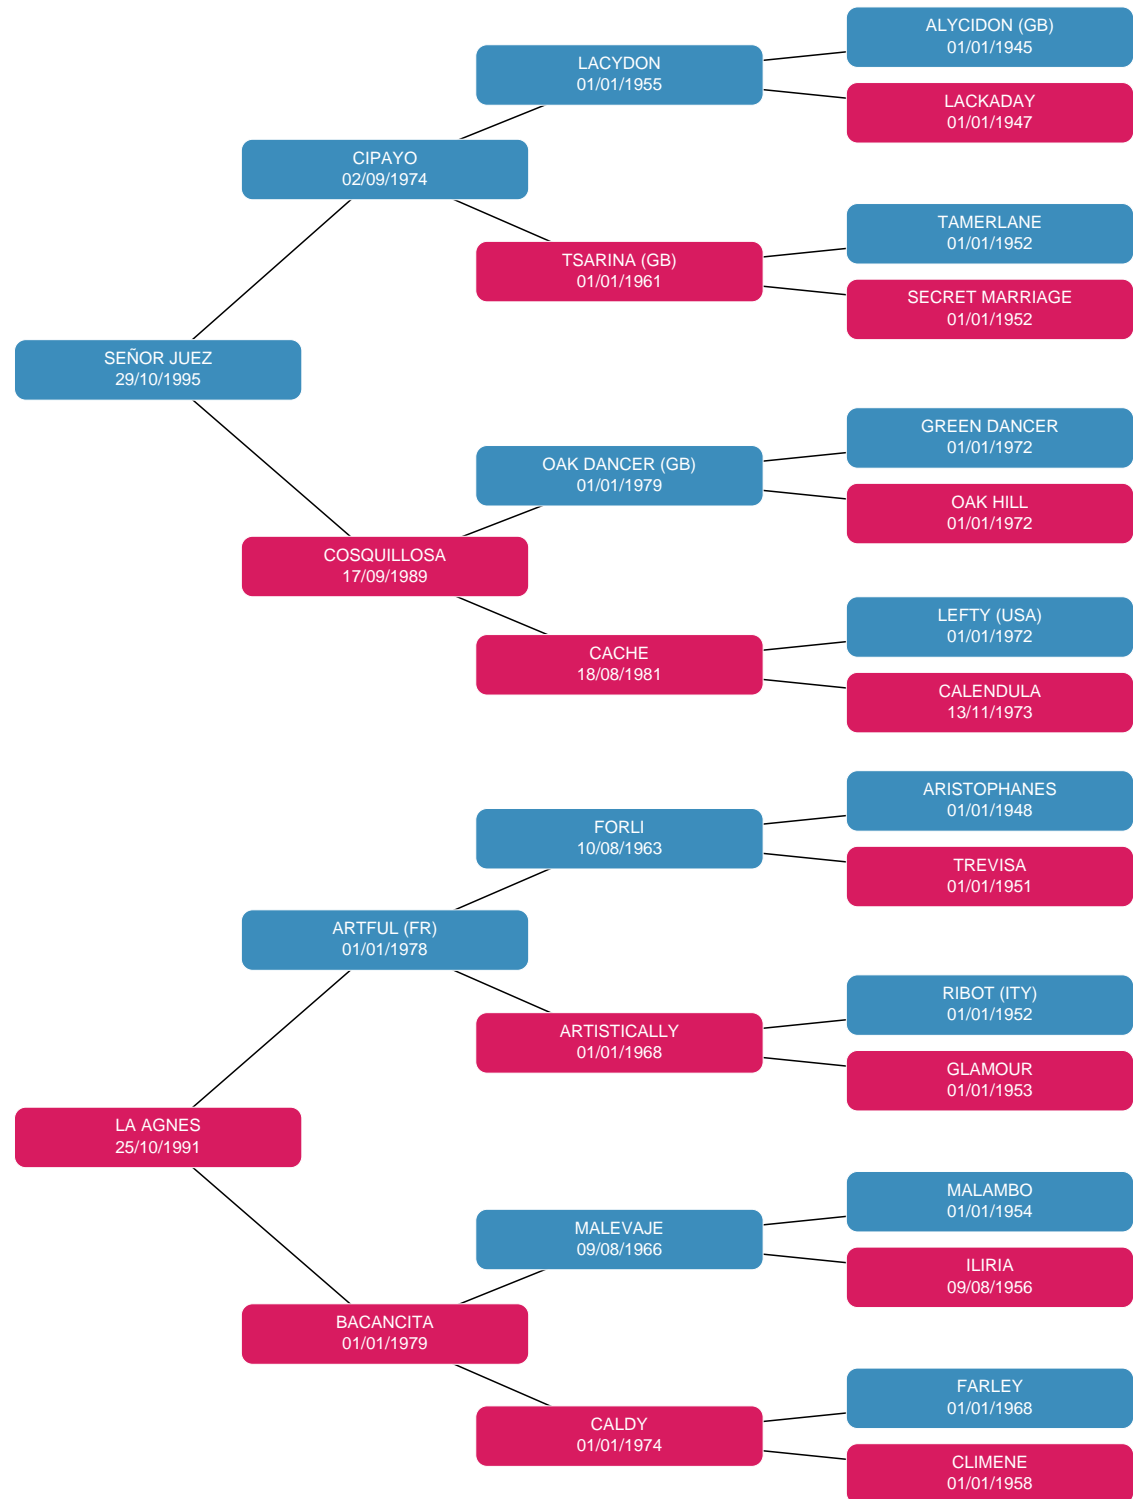 ALYCIDON (GB)
01/01/1945
LACYDON
01/01/1955
LACKADAY
01/01/1947
CIPAYO
02/09/1974
TAMERLANE
01/01/1952
TSARINA (GB)
01/01/1961
SECRET MARRIAGE
01/01/1952
SEÑOR JUEZ
29/10/1995
GREEN DANCER
01/01/1972
OAK DANCER (GB)
01/01/1979
OAK HILL
01/01/1972
COSQUILLOSA
17/09/1989
LEFTY (USA)
01/01/1972
CACHE
18/08/1981
CALENDULA
13/11/1973
ARISTOPHANES
01/01/1948
FORLI
10/08/1963
TREVISA
01/01/1951
ARTFUL (FR)
01/01/1978
RIBOT (ITY)
01/01/1952
ARTISTICALLY
01/01/1968
GLAMOUR
01/01/1953
LA AGNES
25/10/1991
MALAMBO
01/01/1954
MALEVAJE
09/08/1966
ILIRIA
09/08/1956
BACANCITA
01/01/1979
FARLEY
01/01/1968
CALDY
01/01/1974
CLIMENE
01/01/1958